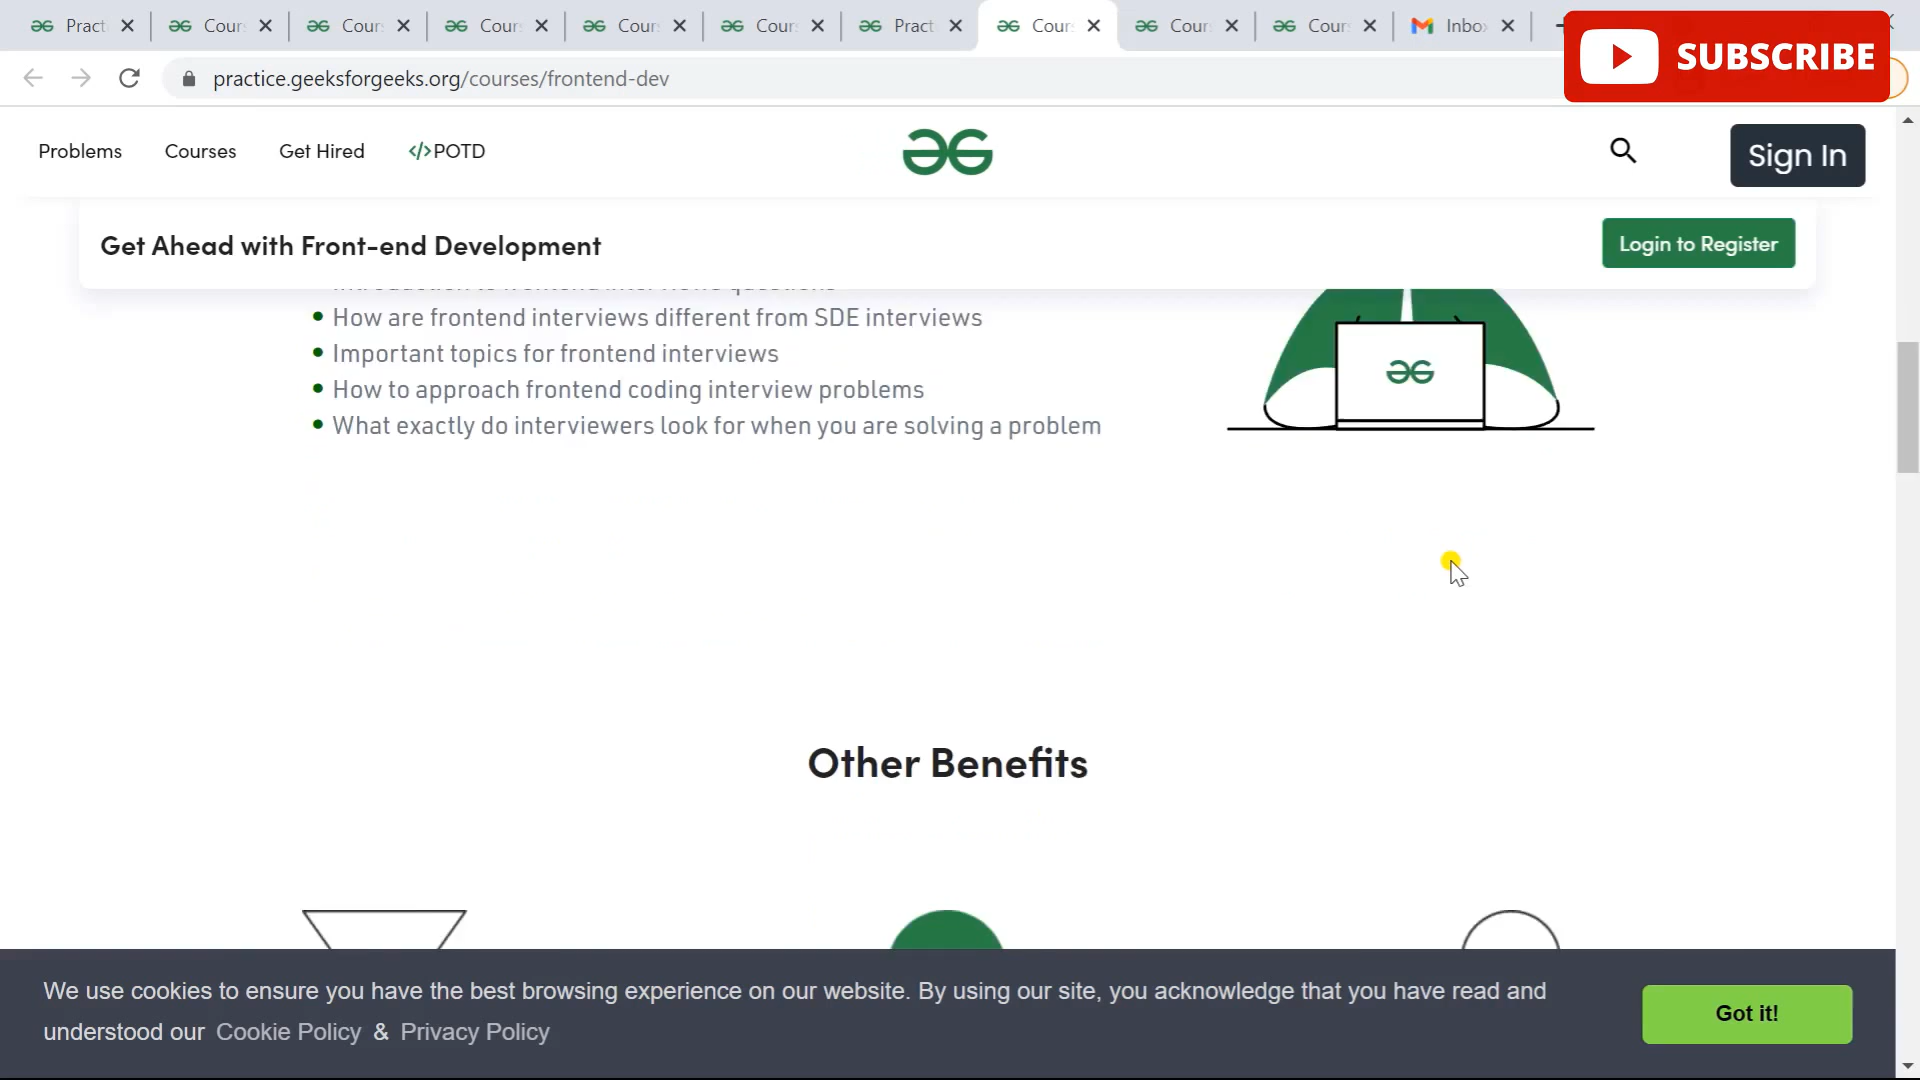 Pract
Cour
Cour
Cour
Cour
Cour
Pract
Cour
Cour
Cour
Inbo
SUBSCRIBE
practice.geeksforgeeks.org/courses/frontend-dev
Problems
Courses
Get Hired
</>POTD
Sign In
Get Ahead with Front-end Development
Login to Register
How are frontend interviews different from SDE interviews
Important topics for frontend interviews
How to approach frontend coding interview problems
What exactly do interviewers look for when you are solving a problem
Other Benefits
We use cookies to ensure you have the best browsing experience on our website. By using our site, you acknowledge that you have read and
understood our Cookie Policy & Privacy Policy
Got it!